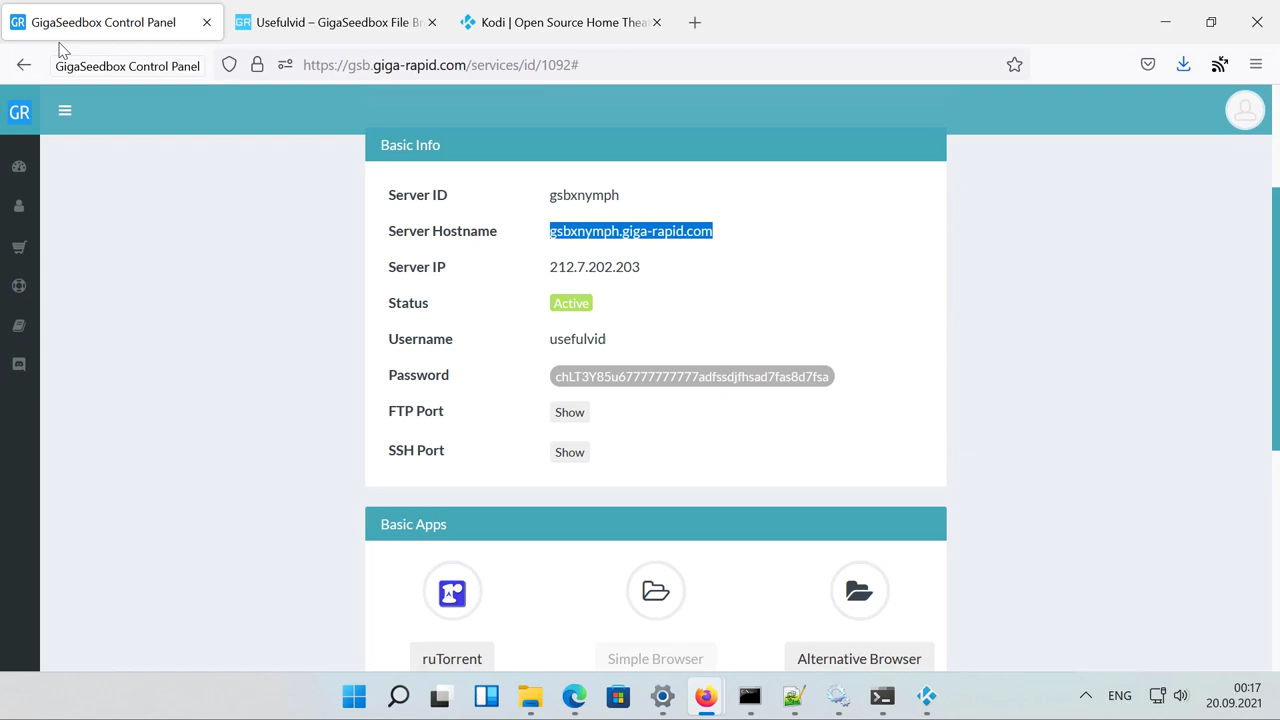 GR GigaSeedbox Control Panel
GR Usefulvid – GigaSeedbox File Br
Kodi | Open Source Home Thea
GigaSeedbox Control Panel
https://gsb.giga-rapid.com/services/id/1092#
GR
Basic Info
Server ID gsbxnymph
Server Hostname gsbxnymph.giga-rapid.com
Server IP 212.7.202.203
Status Active
Username usefulvid
Password chLT3Y85u67777777777adfssdjfhsad7fas8d7fsa
FTP Port Show
SSH Port Show
Basic Apps
ruTorrent
Simple Browser
Alternative Browser
ENG
00:17
20.09.2021